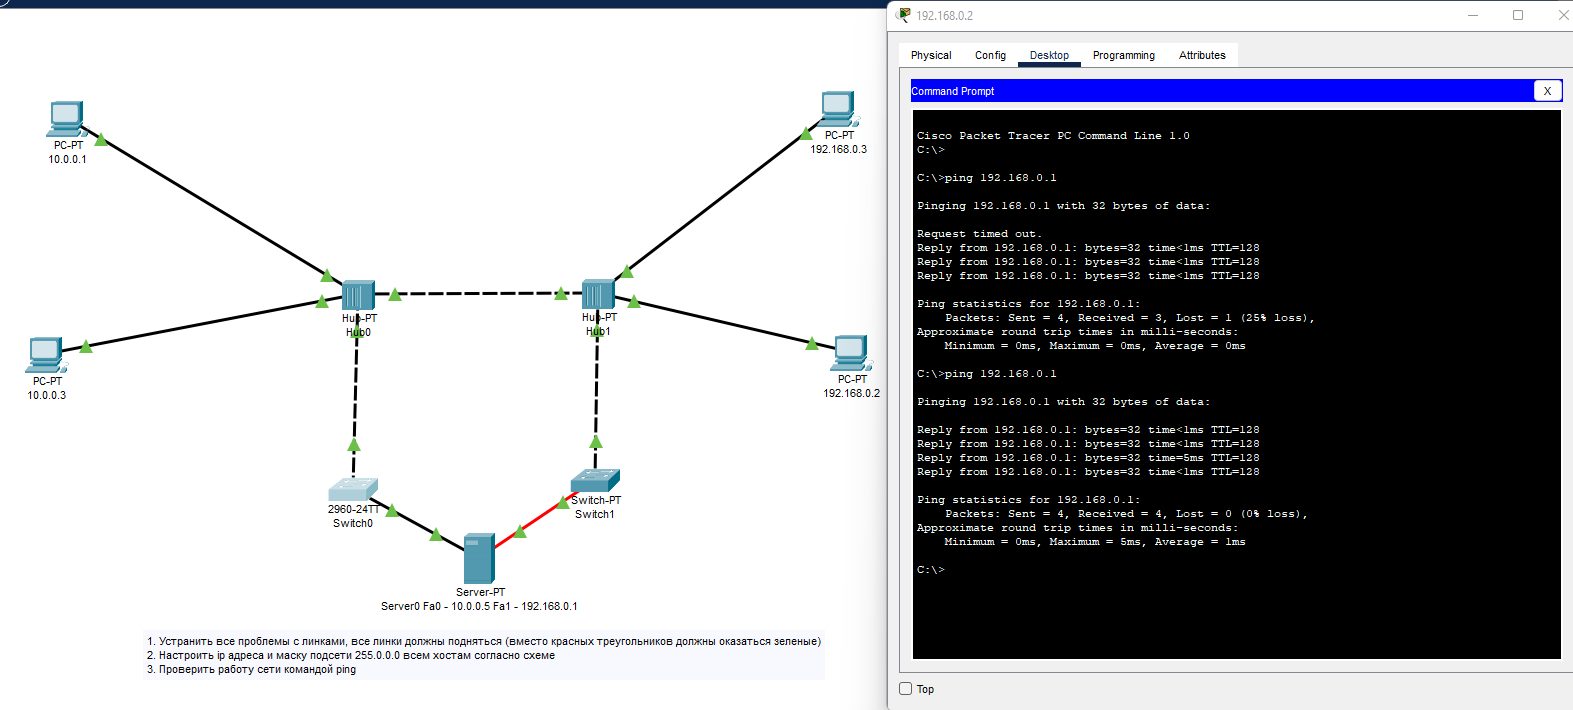 PC-PT
10.0.0.1
PC-PT
192.168.0.3
Hub-PT
Hub0
Hub-PT
Hub1
PC-PT
10.0.0.3
PC-PT
192.168.0.2
2960-24TT
Switch0
Switch-PT
Switch1
Server-PT
Server0 Fa0 - 10.0.0.5 Fa1 - 192.168.0.1
1. Устранить все проблемы с линками, все линки должны подняться (вместо красных треугольников должны оказаться зеленые)
2. Настроить ip адреса и маску подсети 255.0.0.0 всем хостам согласно схеме
3. Проверить работу сети командой ping
192.168.0.2
Physical Config Desktop Programming Attributes
Command Prompt X
Cisco Packet Tracer PC Command Line 1.0
C:\>
C:\>ping 192.168.0.1
Pinging 192.168.0.1 with 32 bytes of data:
Request timed out.
Reply from 192.168.0.1: bytes=32 time<1ms TTL=128
Reply from 192.168.0.1: bytes=32 time<1ms TTL=128
Reply from 192.168.0.1: bytes=32 time<1ms TTL=128
Ping statistics for 192.168.0.1:
Packets: Sent = 4, Received = 3, Lost = 1 (25% loss),
Approximate round trip times in milli-seconds:
Minimum = 0ms, Maximum = 0ms, Average = 0ms
C:\>ping 192.168.0.1
Pinging 192.168.0.1 with 32 bytes of data:
Reply from 192.168.0.1: bytes=32 time<1ms TTL=128
Reply from 192.168.0.1: bytes=32 time<1ms TTL=128
Reply from 192.168.0.1: bytes=32 time=5ms TTL=128
Reply from 192.168.0.1: bytes=32 time<1ms TTL=128
Ping statistics for 192.168.0.1:
Packets: Sent = 4, Received = 4, Lost = 0 (0% loss),
Approximate round trip times in milli-seconds:
Minimum = 0ms, Maximum = 5ms, Average = 1ms
C:\>
Top